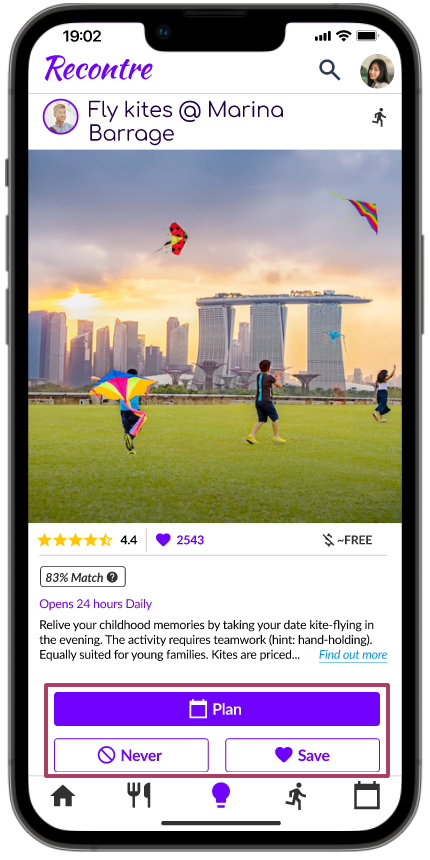 19:02
Recontre
Fly kites @ Marina
Barrage
4.4
2543
~FREE
83% Match ?
Opens 24 hours Daily
Relive your childhood memories by taking your date kite-flying in
the evening. The activity requires teamwork (hint: hand-holding).
Equally suited for young families. Kites are priced... Find out more
Plan
Never
Save